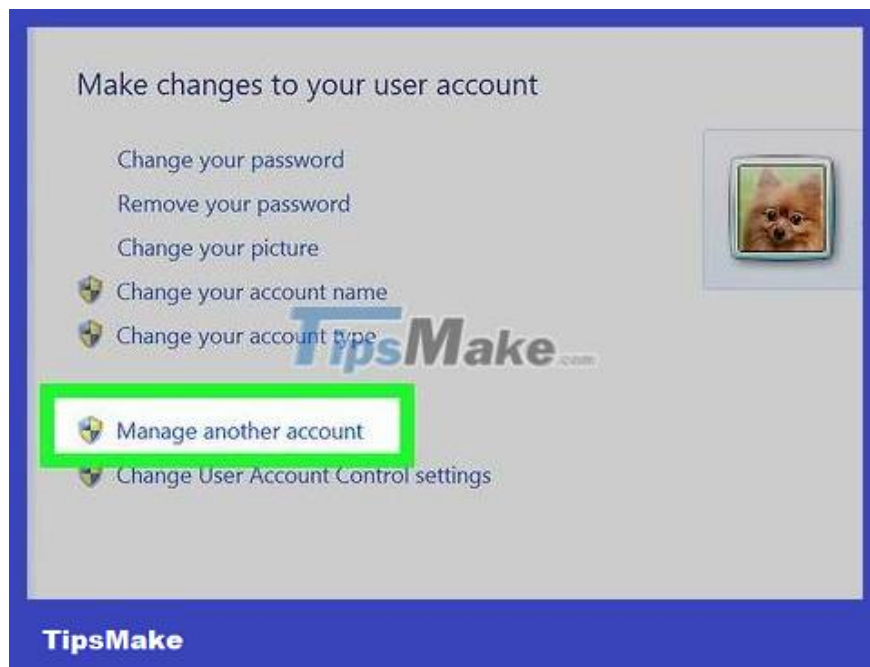 Make changes to your user account
Change your password
Remove your password
Change your picture
Change your account name
Change your account type
TipsMake.com
Manage another account
Change User Account Control settings
TipsMake